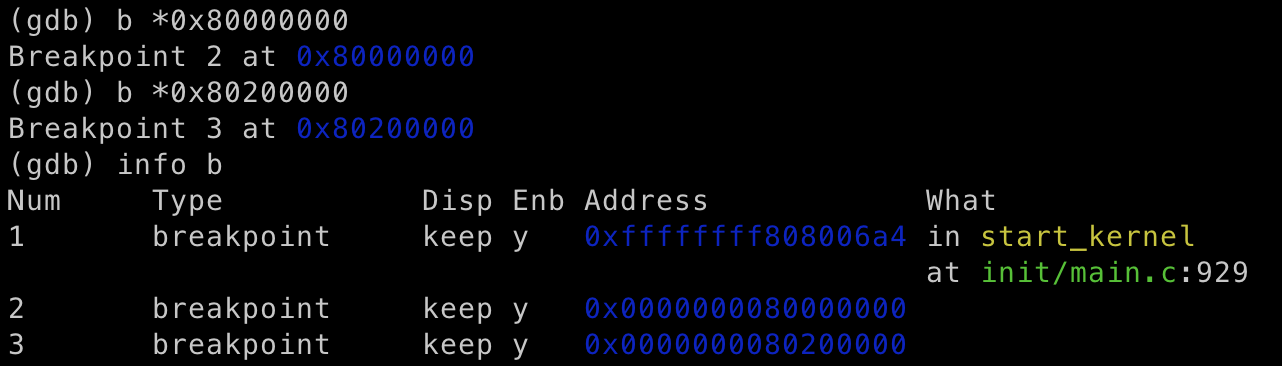 (gdb) b *0x80000000
Breakpoint 2 at 0x80000000
(gdb) b *0x80200000
Breakpoint 3 at 0x80200000
(gdb) info b
Num     Type           Disp Enb Address            What
1       breakpoint     keep y   0xffffffff808006a4 in start_kernel
                                                   at init/main.c:929
2       breakpoint     keep y   0x0000000080000000
3       breakpoint     keep y   0x0000000080200000